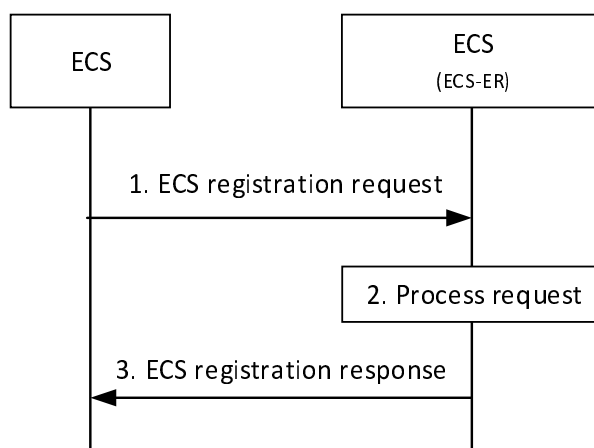 ECS
ECS
(ECS-ER)
1. ECS registration request
2. Process request
3. ECS registration response